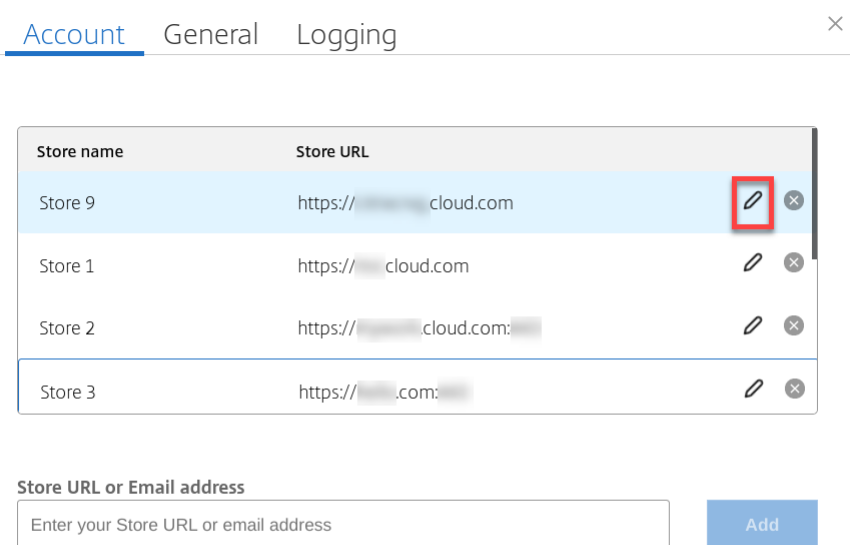 Account General Logging
Store name Store URL
Store 9 https:// cloud.com
Store 1 https:// cloud.com
Store 2 https:// .cloud.com:
Store 3 https:// .com:
Store URL or Email address
Enter your Store URL or email address Add